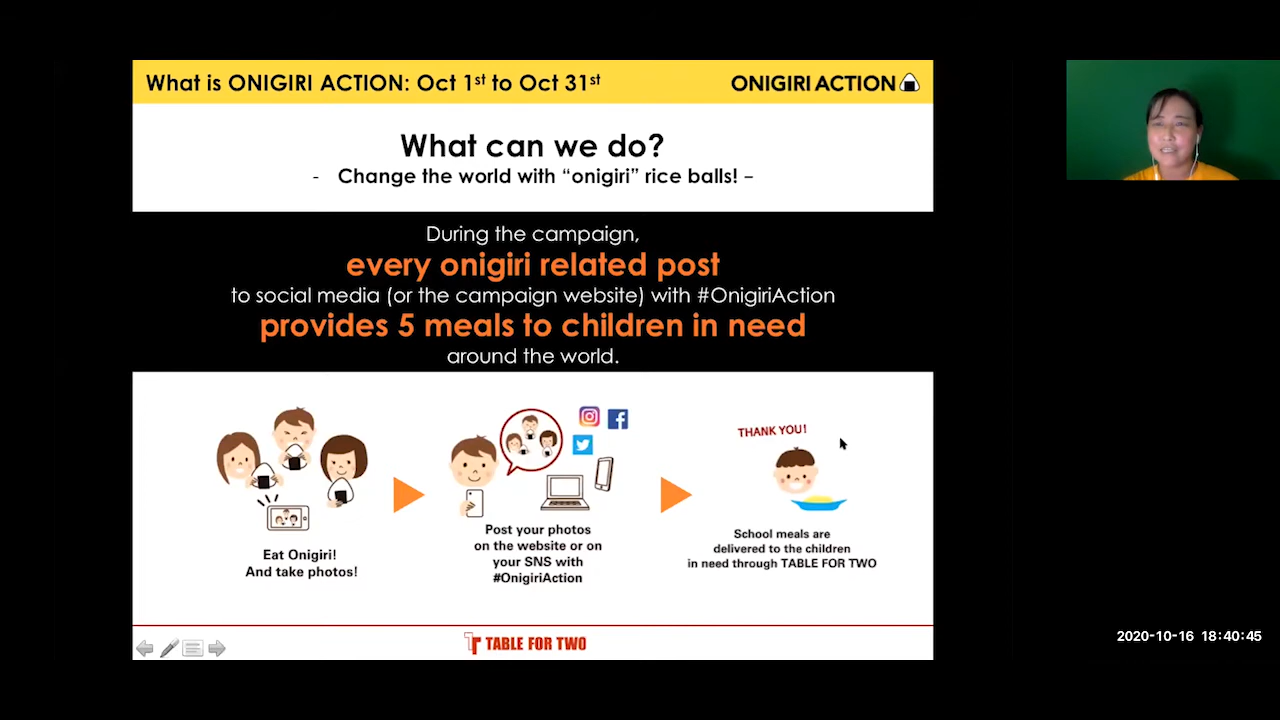 What is ONIGIRI ACTION: Oct 1st to Oct 31st
ONIGIRI ACTION
What can we do?
- Change the world with “onigiri” rice balls! –
During the campaign,
every onigiri related post
to social media (or the campaign website) with #OnigiriAction
provides 5 meals to children in need
around the world.
Eat Onigiri!
And take photos!
Post your photos
on the website or on
your SNS with
#OnigiriAction
THANK YOU!
School meals are
delivered to the children
in need through TABLE FOR TWO
TABLE FOR TWO
2020-10-16 18:40:45